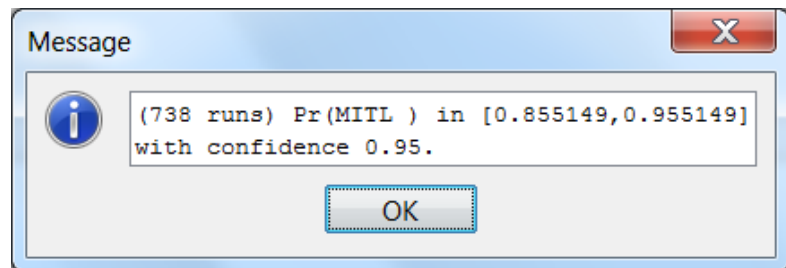 Message
(738 runs) Pr(MITL ) in [0.855149,0.955149]
with confidence 0.95.
OK